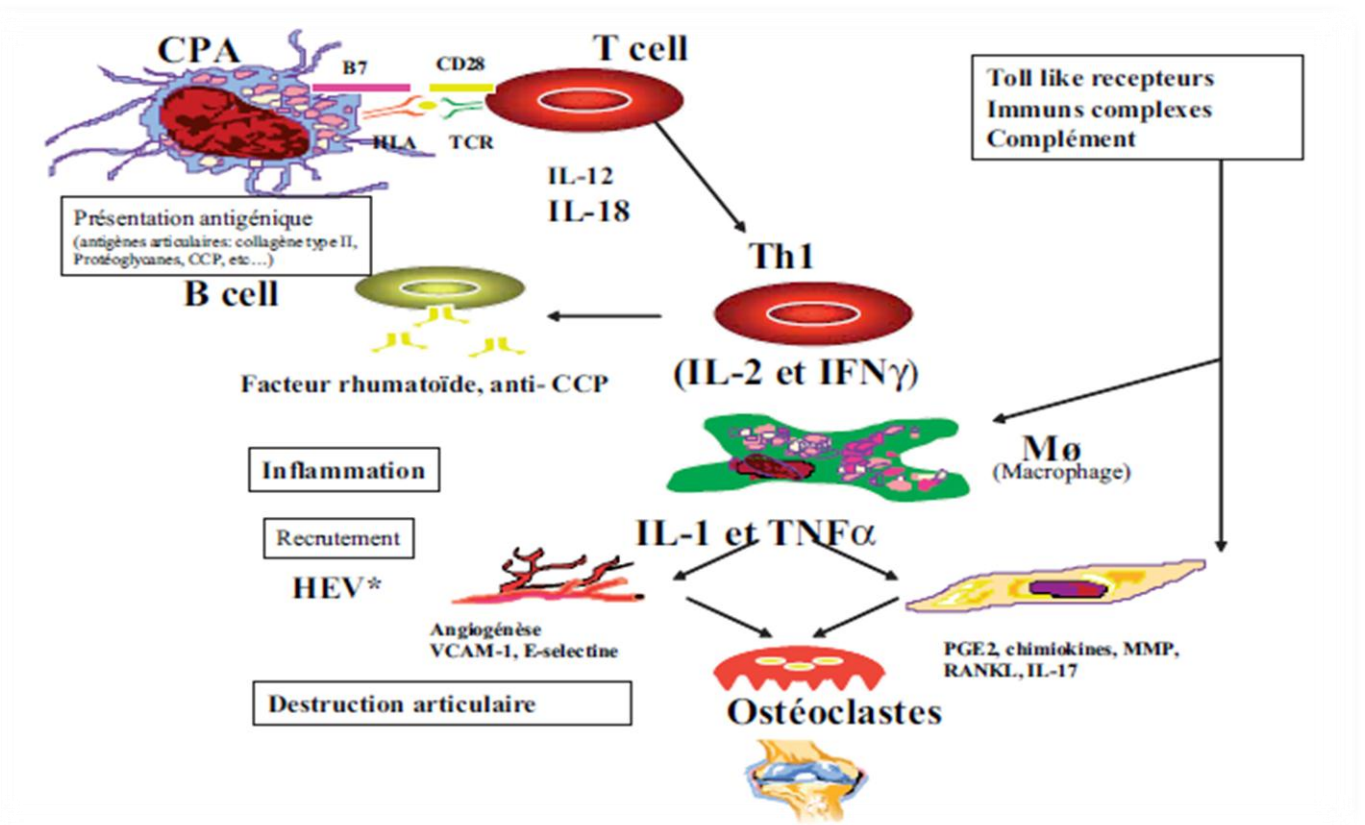 CPA
B7
CD28
T cell
HLA
TCR
Toll like recepteurs
Immuns complexes
Complément
IL-12
IL-18
Présentation antigénique
(antigènes articulaires: collagène type II,
Protéoglycanes, CCP, etc...)
Th1
B cell
(IL-2 et IFNγ)
Facteur rhumatoïde, anti- CCP
Mø
(Macrophage)
Inflammation
IL-1 et TNFα
Recrutement
HEV*
Angiogénèse
VCAM-1, E-selectine
PGE2, chimiokines, MMP,
RANKL, IL-17
Destruction articulaire
Ostéoclastes